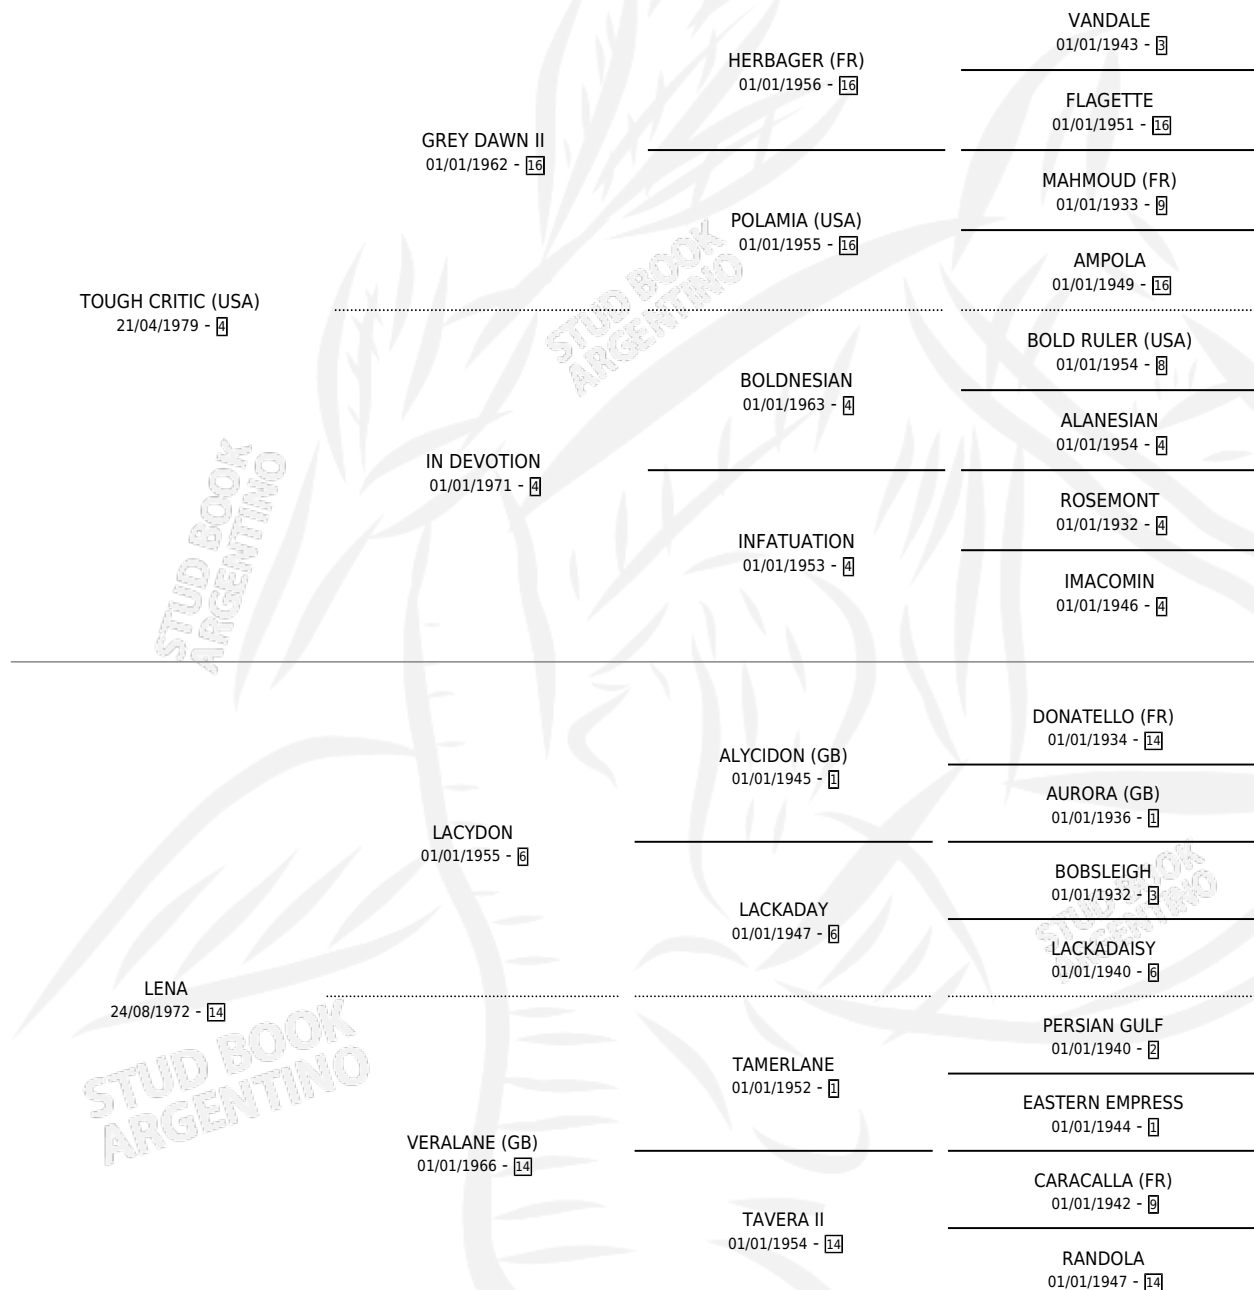 VANDALE
01/01/1943 - 3
HERBAGER (FR)
01/01/1956 - 16
FLAGETTE
01/01/1951 - 16
GREY DAWN II
01/01/1962 - 16
MAHMOUD (FR)
01/01/1933 - 9
POLAMIA (USA)
01/01/1955 - 16
AMPOLA
01/01/1949 - 16
TOUGH CRITIC (USA)
21/04/1979 - 4
STUD BOOK
ARGENTINO
BOLD RULER (USA)
01/01/1954 - 8
BOLDNESIAN
01/01/1963 - 4
ALANESIAN
01/01/1954 - 4
IN DEVOTION
01/01/1971 - 4
ROSEMONT
01/01/1932 - 4
INFATUATION
01/01/1953 - 4
IMACOMIN
01/01/1946 - 4
STUD BOOK
ARGENTINO
DONATELLO (FR)
01/01/1934 - 14
ALYCIDON (GB)
01/01/1945 - 1
AURORA (GB)
01/01/1936 - 1
LACYDON
01/01/1955 - 6
BOBSLEIGH
01/01/1932 - 3
LACKADAY
01/01/1947 - 6
LACKADAISY
01/01/1940 - 6
STUD BOOK
ARGENTINO
LENA
24/08/1972 - 14
PERSIAN GULF
01/01/1940 - 2
TAMERLANE
01/01/1952 - 1
EASTERN EMPRESS
01/01/1944 - 1
STUD BOOK
ARGENTINO
VERALANE (GB)
01/01/1966 - 14
CARACALLA (FR)
01/01/1942 - 9
TAVERA II
01/01/1954 - 14
RANDOLA
01/01/1947 - 14